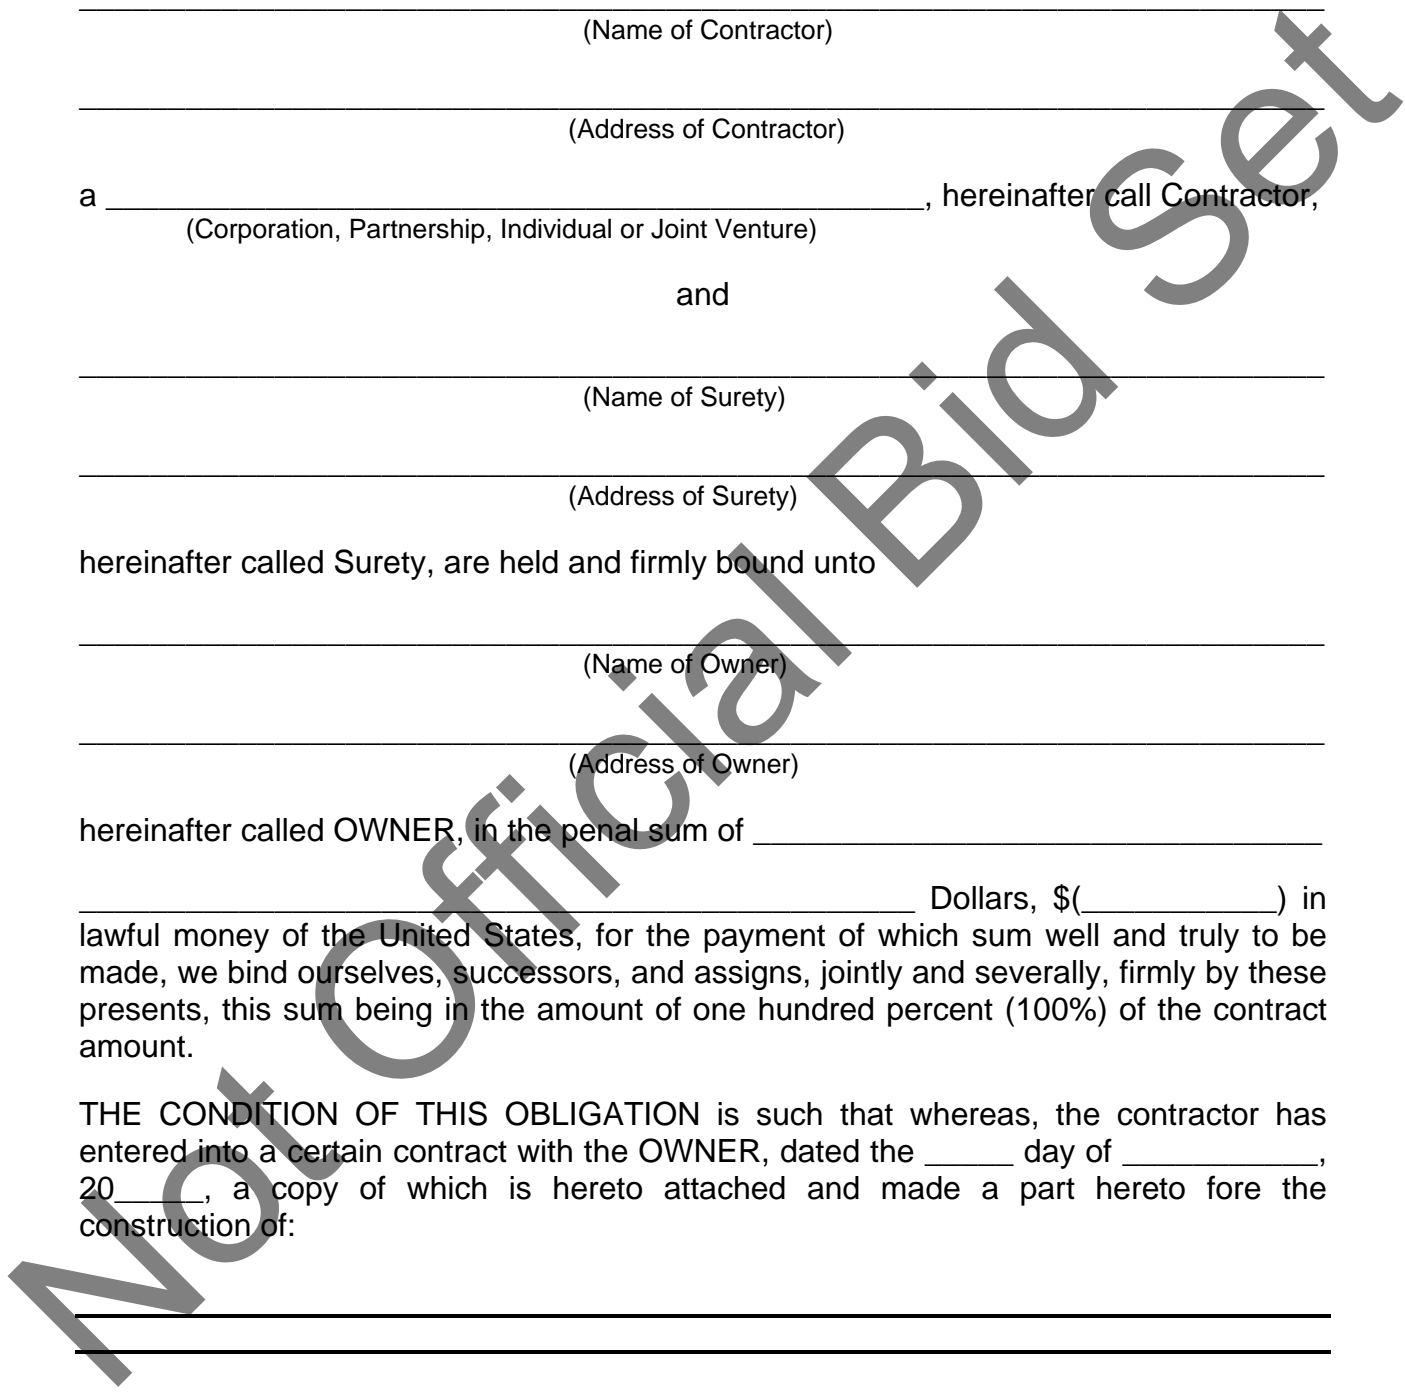 (Name of Contractor)
(Address of Contractor)
a ______________________________________________, hereinafter call Contractor,
(Corporation, Partnership, Individual or Joint Venture)
and
(Name of Surety)
(Address of Surety)
hereinafter called Surety, are held and firmly bound unto
(Name of Owner)
(Address of Owner)
hereinafter called OWNER, in the penal sum of ________________________________
_______________________________________________ Dollars, $(___________) in
lawful money of the United States, for the payment of which sum well and truly to be
made, we bind ourselves, successors, and assigns, jointly and severally, firmly by these
presents, this sum being in the amount of one hundred percent (100%) of the contract
amount.
THE CONDITION OF THIS OBLIGATION is such that whereas, the contractor has
entered into a certain contract with the OWNER, dated the _____ day of ___________,
20_____, a copy of which is hereto attached and made a part hereto fore the
construction of:
Not Official Bid Set